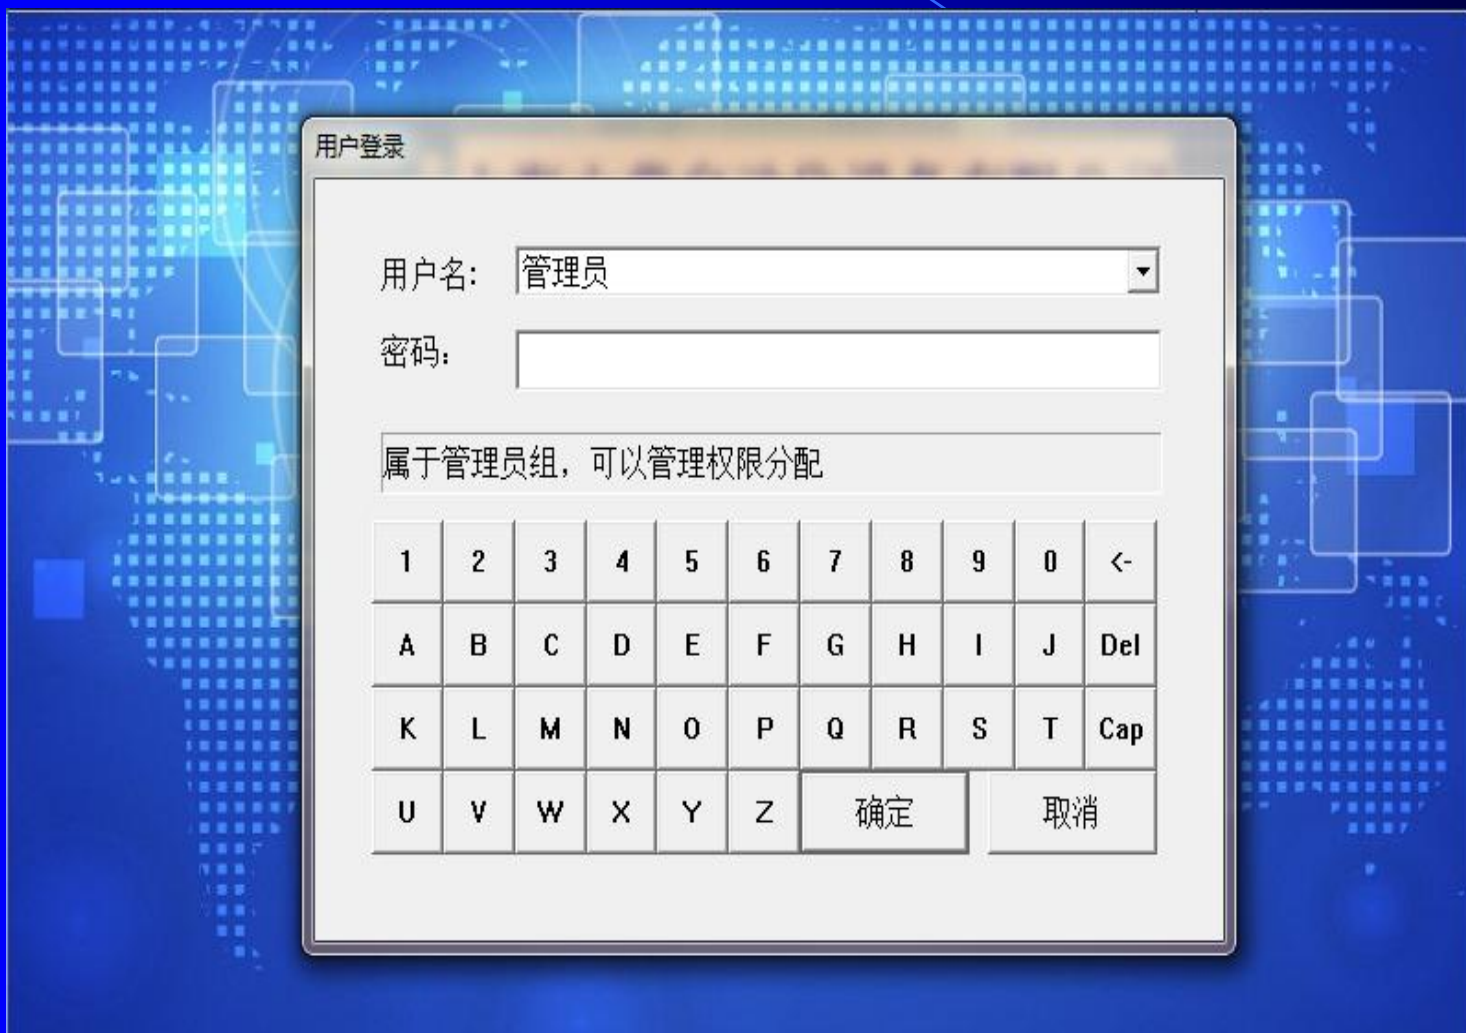 用户登录
用户名: 管理员
密码:
属于管理员组，可以管理权限分配
1 2 3 4 5 6 7 8 9 0 <-
A B C D E F G H I J Del
K L M N O P Q R S T Cap
U V W X Y Z 确定 取消